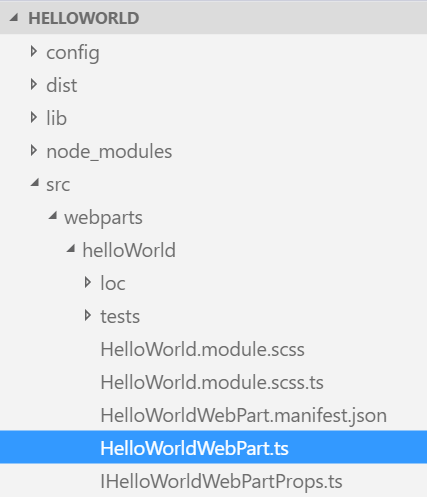 HELLOWORLD
config
dist
lib
node_modules
src
webparts
helloWorld
loc
tests
HelloWorld.module.scss
HelloWorld.module.scss.ts
HelloWorldWebPart.manifest.json
HelloWorldWebPart.ts
IHelloWorldWebPartProps.ts